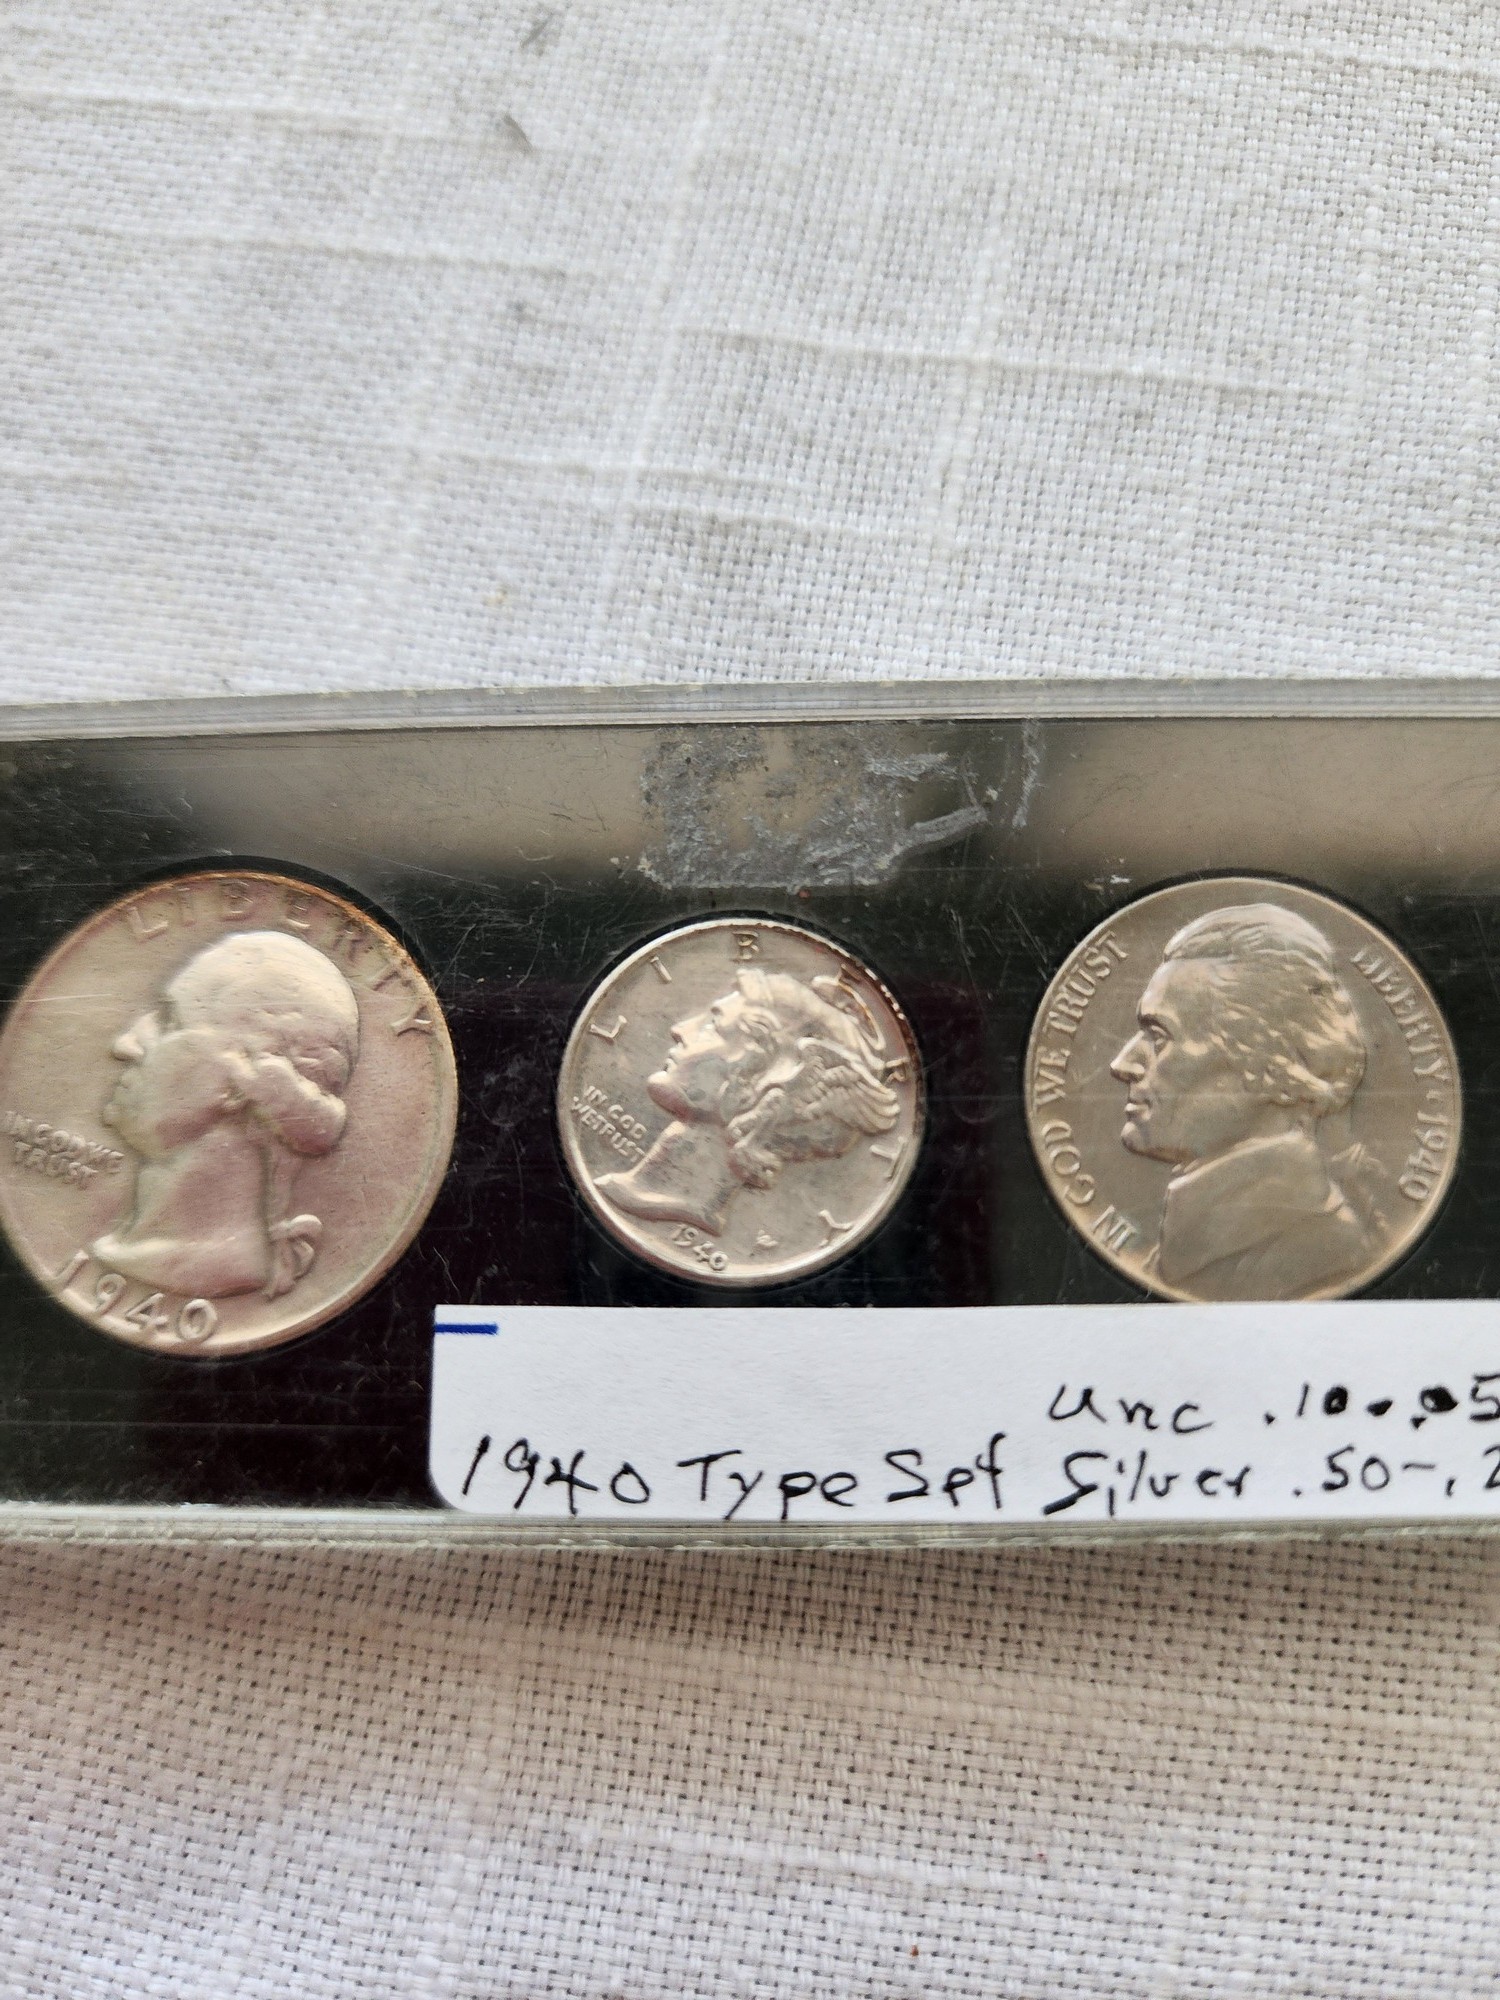 LIBERTY
IN GOD WE
TRUST
1940
LIBERTY
IN GOD
WE TRUST
1940
IN GOD WE TRUST
LIBERTY · 1940
Unc .10-.05
1940 Type Set Silver .50-.2